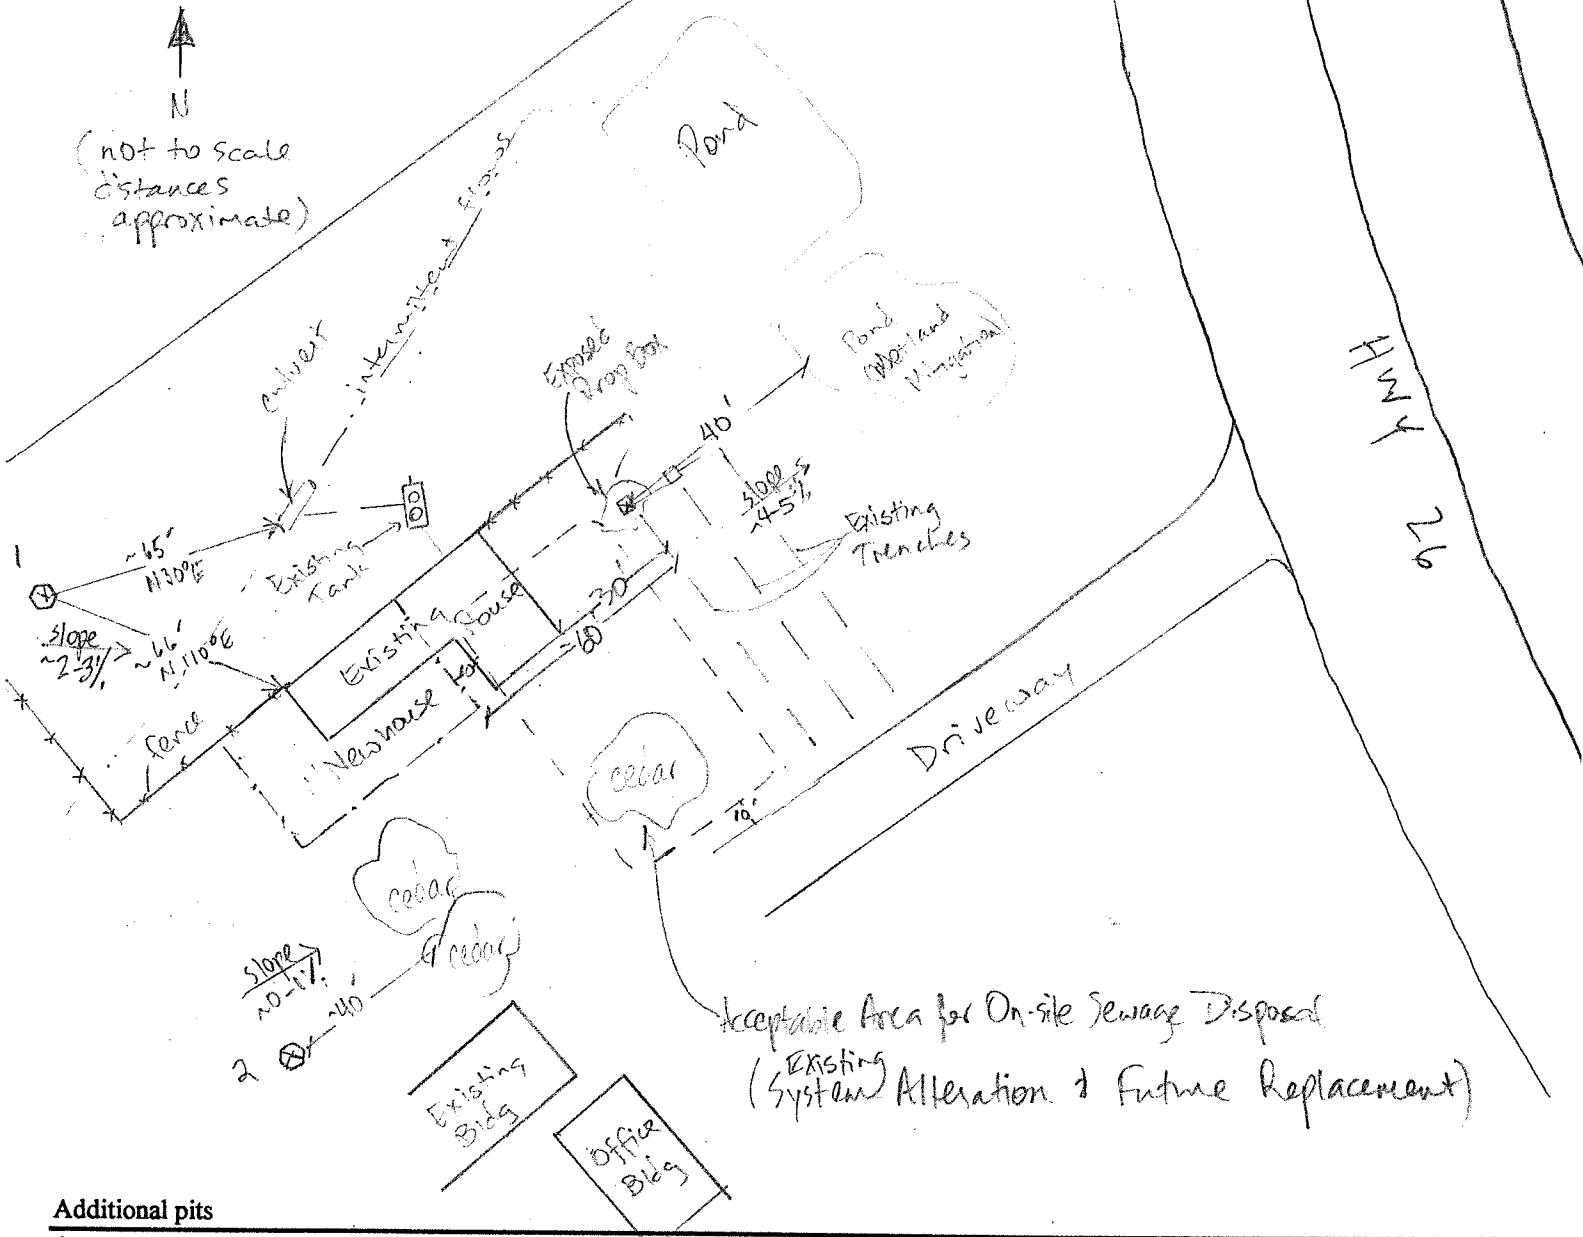 N
(not to scale
distances
approximate)
Pond
intermittent flows
culvert
Exposed
Drop Box
Pond
(Wetland
Mitigation)
HWY 26
40'
slope
~4-5%
Existing
Trenches
1
~65'
N30°E
Existing
Tank
slope
~2-3%
~66'
N110°E
Existing House
~30'
~60'
10'
New house
fence
Driveway
cedar
10'
cedar
cedar
slope
~0-1%
~40'
2
Acceptable Area for On-site Sewage Disposal
(Existing
System Alteration & Future Replacement)
Existing
Bldg
Office
Bldg
Additional pits